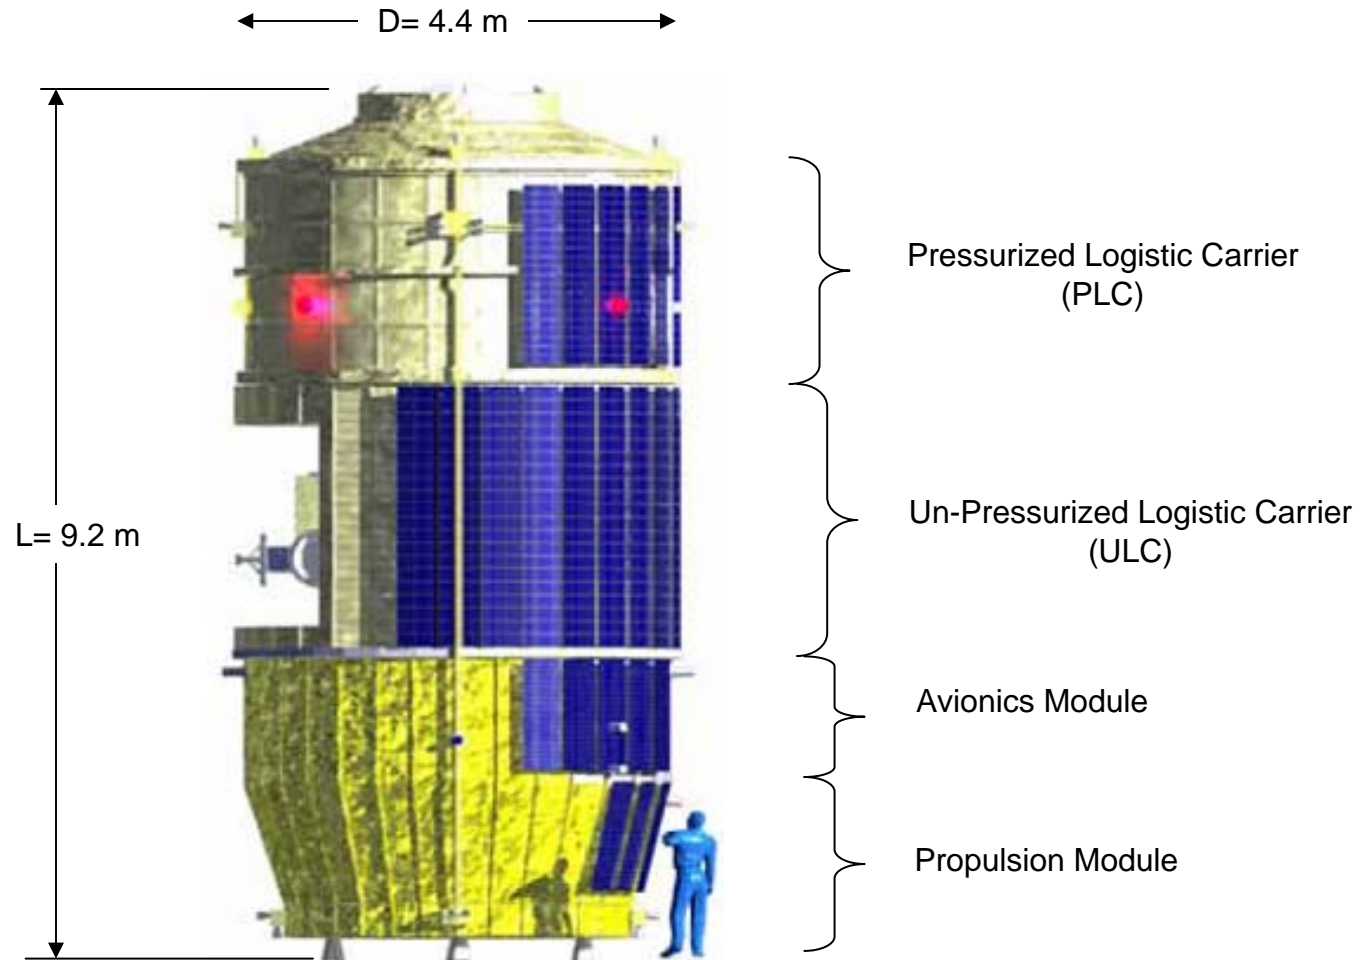 D= 4.4 m
Pressurized Logistic Carrier
(PLC)
Un-Pressurized Logistic Carrier
(ULC)
L= 9.2 m
Avionics Module
Propulsion Module